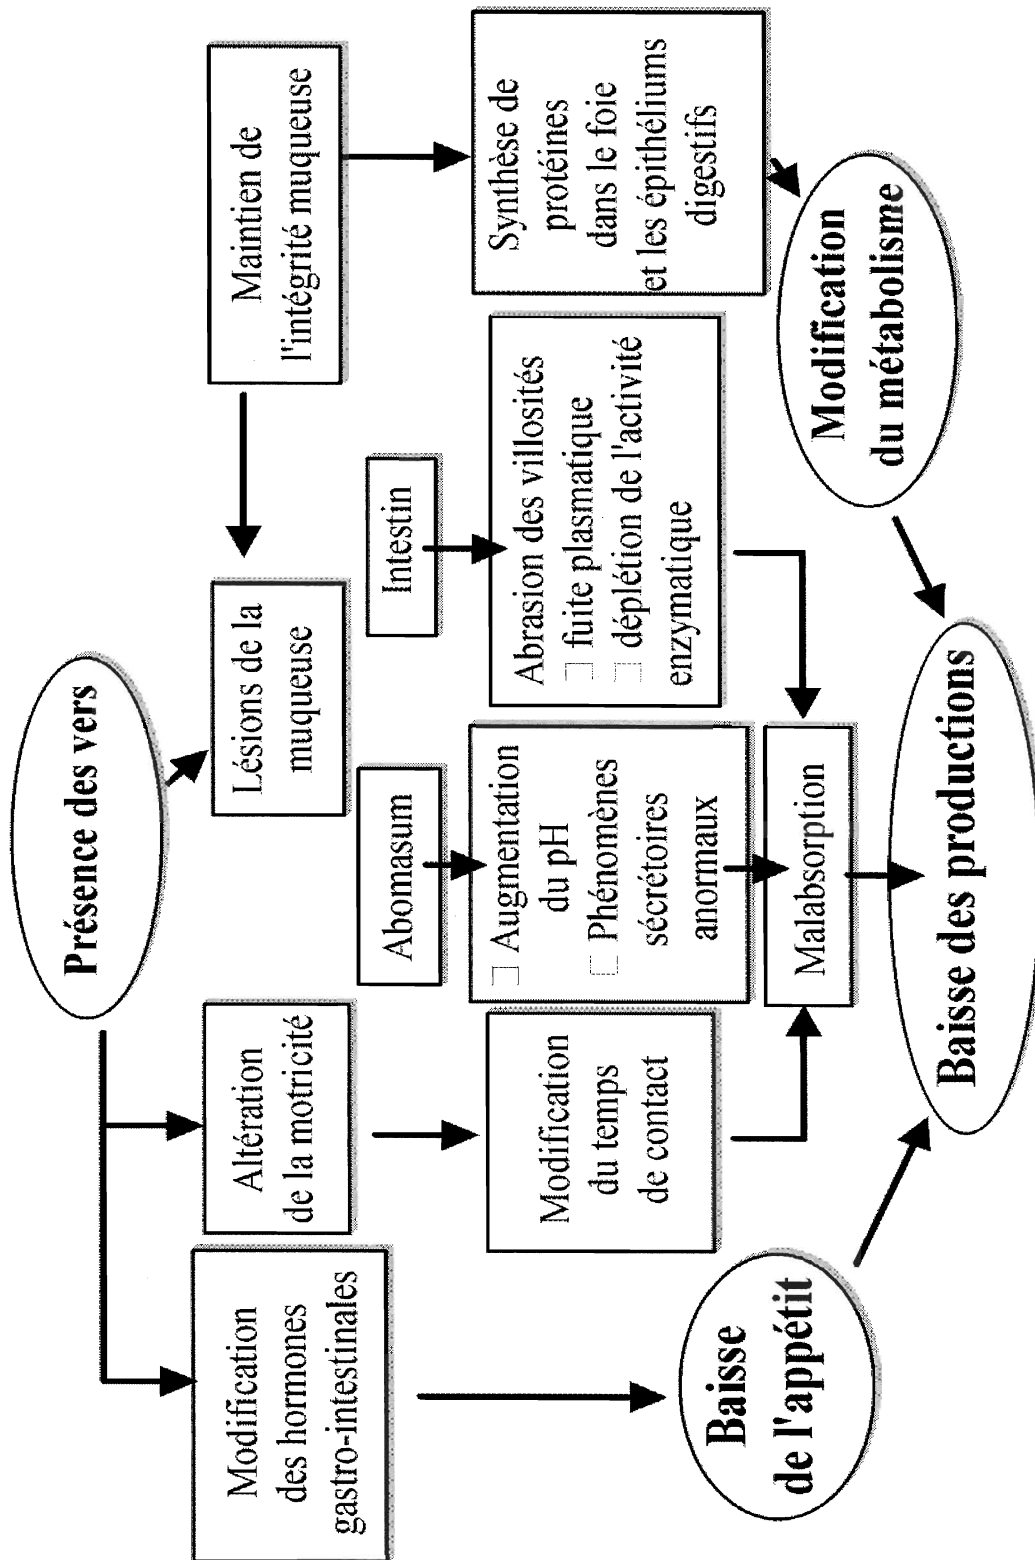 Présence des vers
Modification
des hormones
gastro-intestinales
Altération
de la motricité
Lésions de la
muqueuse
Maintien de
l'intégrité muqueuse
Abomasum
Intestin
Modification
du temps
de contact
Augmentation
du pH
Phénomènes
sécrétoires
anormaux
Abrasion des villosités
fuite plasmatique
déplétion de l'activité
enzymatique
Synthèse de
protéines
dans le foie
et les épithéliums
digestifs
Baisse
de l'appétit
Malabsorption
Modification
du métabolisme
Baisse des productions